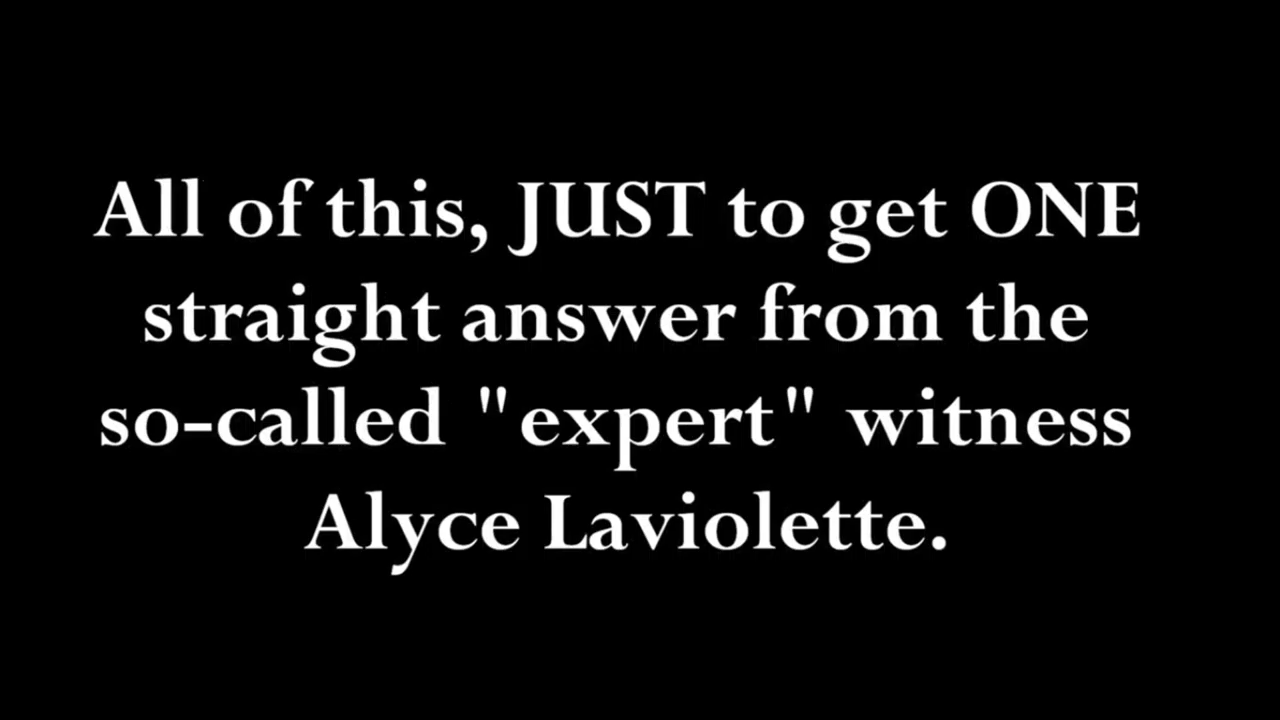 All of this, JUST to get ONE
straight answer from the
so-called "expert" witness
Alyce Laviolette.